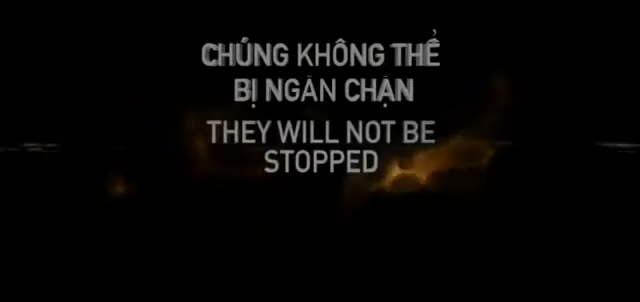 CHÚNG KHÔNG THỂ
BỊ NGĂN CHẶN
THEY WILL NOT BE
STOPPED